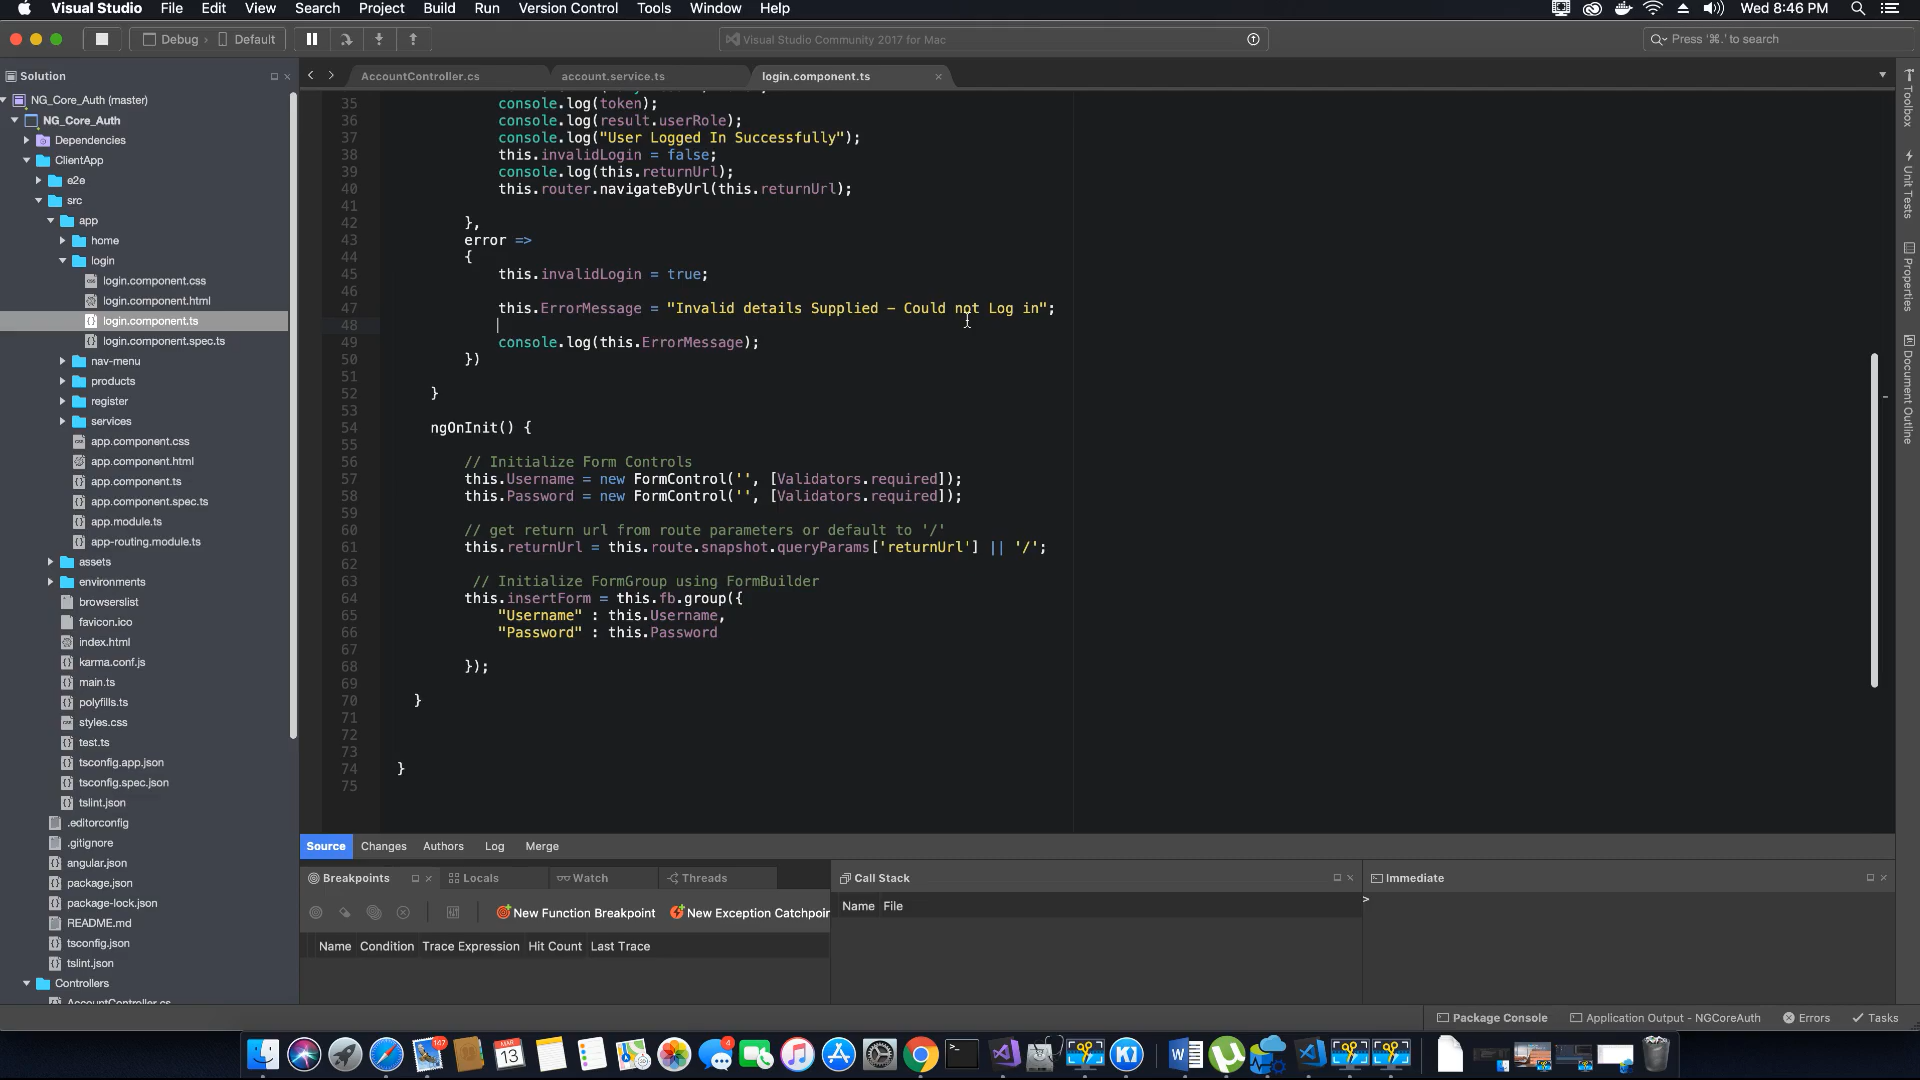 Visual Studio File Edit View Search Project Build Run Version Control Tools Window Help Wed 8:46 PM
Debug › Default Visual Studio Community 2017 for Mac Press '⌘.' to search
Solution
AccountController.cs account.service.ts login.component.ts
NG_Core_Auth (master)
NG_Core_Auth
Dependencies
ClientApp
e2e
src
app
home
login
login.component.css
login.component.html
login.component.ts
login.component.spec.ts
nav-menu
products
register
services
app.component.css
app.component.html
app.component.ts
app.component.spec.ts
app.module.ts
app-routing.module.ts
assets
environments
browserslist
favicon.ico
index.html
karma.conf.js
main.ts
polyfills.ts
styles.css
test.ts
tsconfig.app.json
tsconfig.spec.json
tslint.json
.editorconfig
.gitignore
angular.json
package.json
package-lock.json
README.md
tsconfig.json
tslint.json
Controllers
AccountController.cs
35 console.log(token);
36 console.log(result.userRole);
37 console.log("User Logged In Successfully");
38 this.invalidLogin = false;
39 console.log(this.returnUrl);
40 this.router.navigateByUrl(this.returnUrl);
41
42 },
43 error =>
44 {
45 this.invalidLogin = true;
46
47 this.ErrorMessage = "Invalid details Supplied - Could not Log in";
48
49 console.log(this.ErrorMessage);
50 })
51
52 }
53
54 ngOnInit() {
55
56 // Initialize Form Controls
57 this.Username = new FormControl('', [Validators.required]);
58 this.Password = new FormControl('', [Validators.required]);
59
60 // get return url from route parameters or default to '/'
61 this.returnUrl = this.route.snapshot.queryParams['returnUrl'] || '/';
62
63 // Initialize FormGroup using FormBuilder
64 this.insertForm = this.fb.group({
65 "Username" : this.Username,
66 "Password" : this.Password
67
68 });
69
70 }
71
72
73
74 }
75
Toolbox
Unit Tests
Properties
Document Outline
Source Changes Authors Log Merge
Breakpoints Locals Watch Threads Call Stack Immediate
New Function Breakpoint New Exception Catchpoin
Name File
>
Name Condition Trace Expression Hit Count Last Trace
Package Console Application Output - NGCoreAuth Errors Tasks
147
MAR
13
4